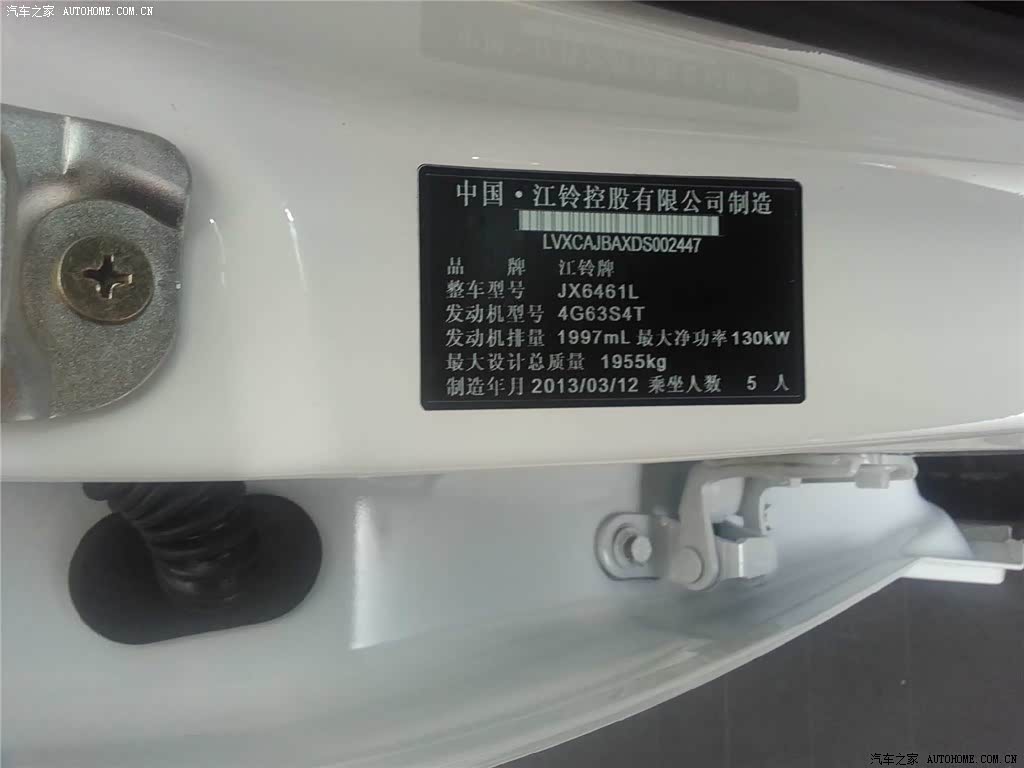 汽车之家 AUTOHOME.COM.CN
中国·江铃控股有限公司制造
LVXCAJBAXDS002447
品 牌 江铃牌
整车型号 JX6461L
发动机型号 4G63S4T
发动机排量 1997mL 最大净功率130kW
最大设计总质量 1955kg
制造年月2013/03/12 乘坐人数 5 人
汽车之家 AUTOHOME.COM.CN